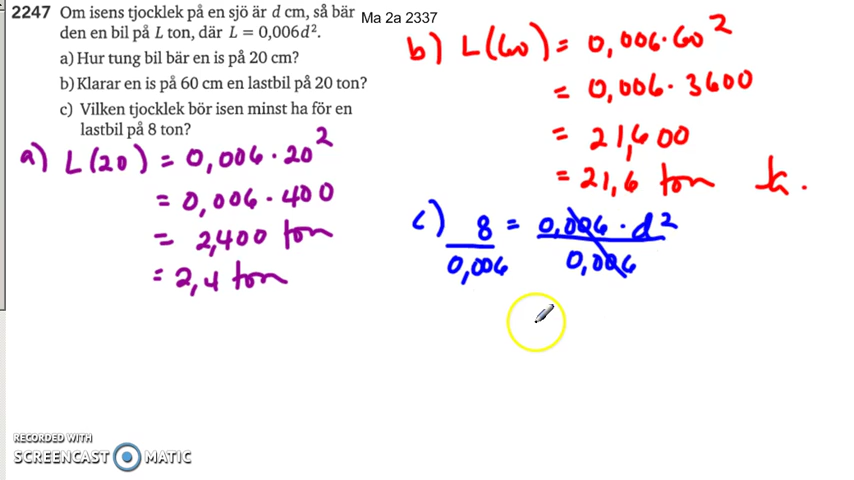 2247 Om isens tjocklek på en sjö är d cm, så bär
den en bil på L ton, där L = 0,006d².
Ma 2a 2337
a) Hur tung bil bär en is på 20 cm?
b) Klarar en is på 60 cm en lastbil på 20 ton?
c) Vilken tjocklek bör isen minst ha för en
lastbil på 8 ton?
a) L(20) = 0,006 · 20²
= 0,006 · 400
= 2,400 ton
= 2,4 ton
b) L(60) = 0,006 · 60²
= 0,006 · 3600
= 21,600
= 21,6 ton
c) 8 = 0,006 · d²
0,006 0,006
RECORDED WITH
SCREENCAST MATIC